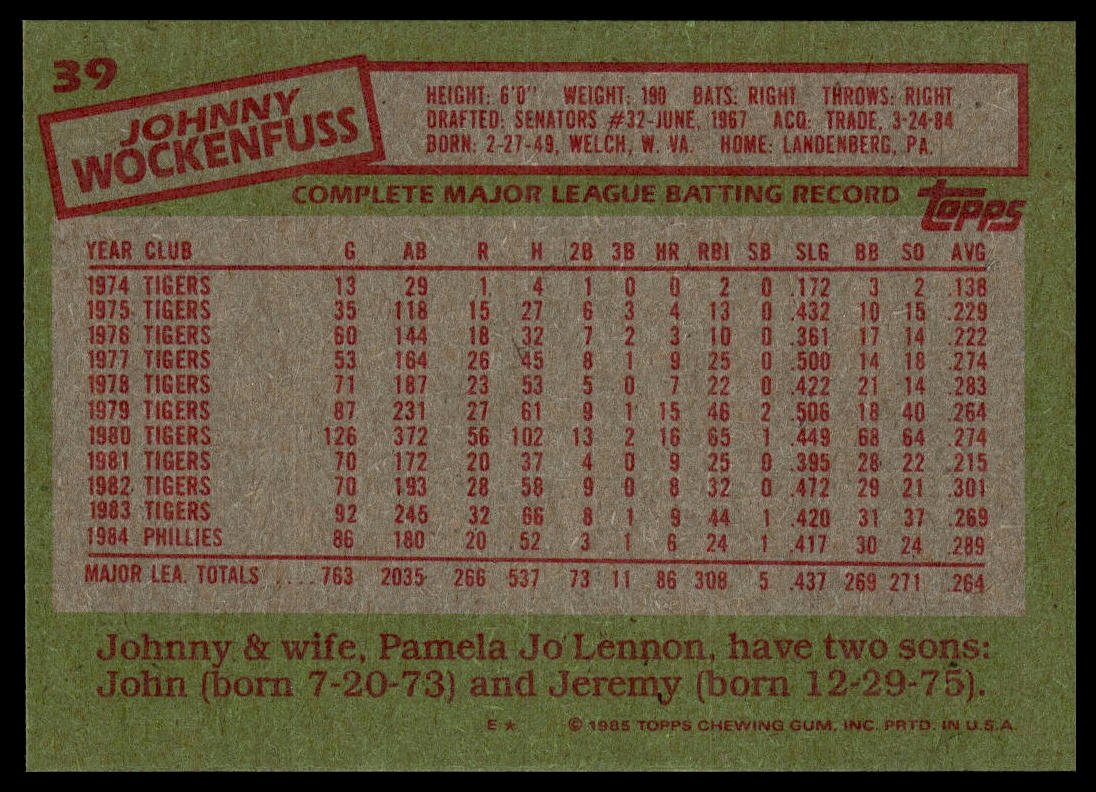 39
JOHNNY
WOCKENFUSS
HEIGHT: 6'0" WEIGHT: 190 BATS: RIGHT THROWS: RIGHT
DRAFTED: SENATORS #32-JUNE, 1967 ACQ: TRADE, 3-24-84
BORN: 2-27-49, WELCH, W. VA. HOME: LANDENBERG, PA.
COMPLETE MAJOR LEAGUE BATTING RECORD
Topps
YEAR CLUB G AB R H 2B 3B HR RBI SB SLG BB SO AVG
1974 TIGERS 13 29 1 4 1 0 0 2 0 .172 3 2 .138
1975 TIGERS 35 118 15 27 6 3 4 13 0 .432 10 15 .229
1976 TIGERS 60 144 18 32 7 2 3 10 0 .361 17 14 .222
1977 TIGERS 53 164 26 45 8 1 9 25 0 .500 14 18 .274
1978 TIGERS 71 187 23 53 5 0 7 22 0 .422 21 14 .283
1979 TIGERS 87 231 27 61 9 1 15 46 2 .506 18 40 .264
1980 TIGERS 126 372 56 102 13 2 16 65 1 .449 68 64 .274
1981 TIGERS 70 172 20 37 4 0 9 25 0 .395 28 22 .215
1982 TIGERS 70 193 28 58 9 0 8 32 0 .472 29 21 .301
1983 TIGERS 92 245 32 66 8 1 9 44 1 .420 31 37 .269
1984 PHILLIES 86 180 20 52 3 1 6 24 1 .417 30 24 .289
MAJOR LEA. TOTALS .... 763 2035 266 537 73 11 86 308 5 .437 269 271 .264
Johnny & wife, Pamela Jo Lennon, have two sons:
John (born 7-20-73) and Jeremy (born 12-29-75).
E★ © 1985 TOPPS CHEWING GUM, INC. PRTD. IN U.S.A.